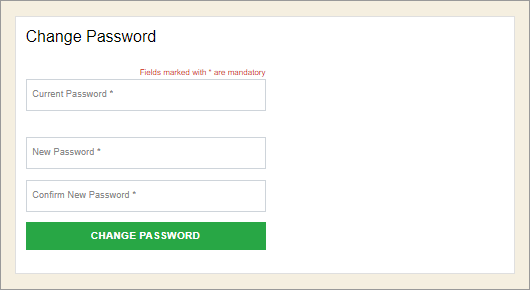 Change Password
Fields marked with * are mandatory
Current Password *
New Password *
Confirm New Password *
CHANGE PASSWORD